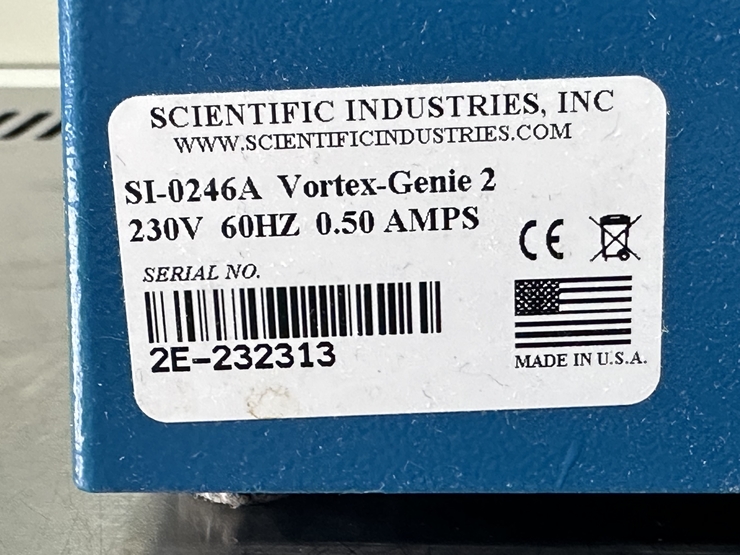 SCIENTIFIC INDUSTRIES, INC
WWW.SCIENTIFICINDUSTRIES.COM
SI-0246A Vortex-Genie 2
230V 60HZ 0.50 AMPS
CE
SERIAL NO.
2E-232313
MADE IN U.S.A.